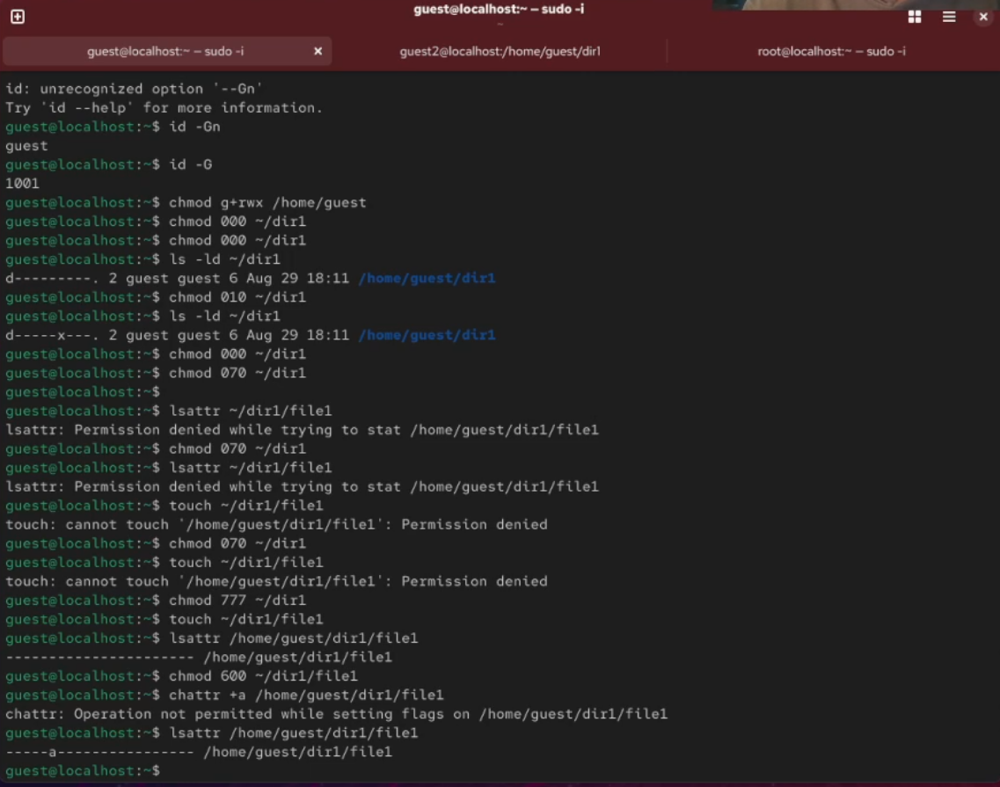 guest@localhost:~ — sudo -i
guest@localhost:~ — sudo -i
guest2@localhost:/home/guest/dir1
root@localhost:~ — sudo -i
id: unrecognized option '--Gn'
Try 'id --help' for more information.
guest@localhost:~$ id -Gn
guest
guest@localhost:~$ id -G
1001
guest@localhost:~$ chmod g+rwx /home/guest
guest@localhost:~$ chmod 000 ~/dir1
guest@localhost:~$ chmod 000 ~/dir1
guest@localhost:~$ ls -ld ~/dir1
d---------. 2 guest guest 6 Aug 29 18:11 /home/guest/dir1
guest@localhost:~$ chmod 010 ~/dir1
guest@localhost:~$ ls -ld ~/dir1
d-----x---. 2 guest guest 6 Aug 29 18:11 /home/guest/dir1
guest@localhost:~$ chmod 000 ~/dir1
guest@localhost:~$ chmod 070 ~/dir1
guest@localhost:~$
guest@localhost:~$ lsattr ~/dir1/file1
lsattr: Permission denied while trying to stat /home/guest/dir1/file1
guest@localhost:~$ chmod 070 ~/dir1
guest@localhost:~$ lsattr ~/dir1/file1
lsattr: Permission denied while trying to stat /home/guest/dir1/file1
guest@localhost:~$ touch ~/dir1/file1
touch: cannot touch '/home/guest/dir1/file1': Permission denied
guest@localhost:~$ chmod 070 ~/dir1
guest@localhost:~$ touch ~/dir1/file1
touch: cannot touch '/home/guest/dir1/file1': Permission denied
guest@localhost:~$ chmod 777 ~/dir1
guest@localhost:~$ touch ~/dir1/file1
guest@localhost:~$ lsattr /home/guest/dir1/file1
---------------------- /home/guest/dir1/file1
guest@localhost:~$ chmod 600 ~/dir1/file1
guest@localhost:~$ chattr +a /home/guest/dir1/file1
chattr: Operation not permitted while setting flags on /home/guest/dir1/file1
guest@localhost:~$ lsattr /home/guest/dir1/file1
-----a---------------- /home/guest/dir1/file1
guest@localhost:~$